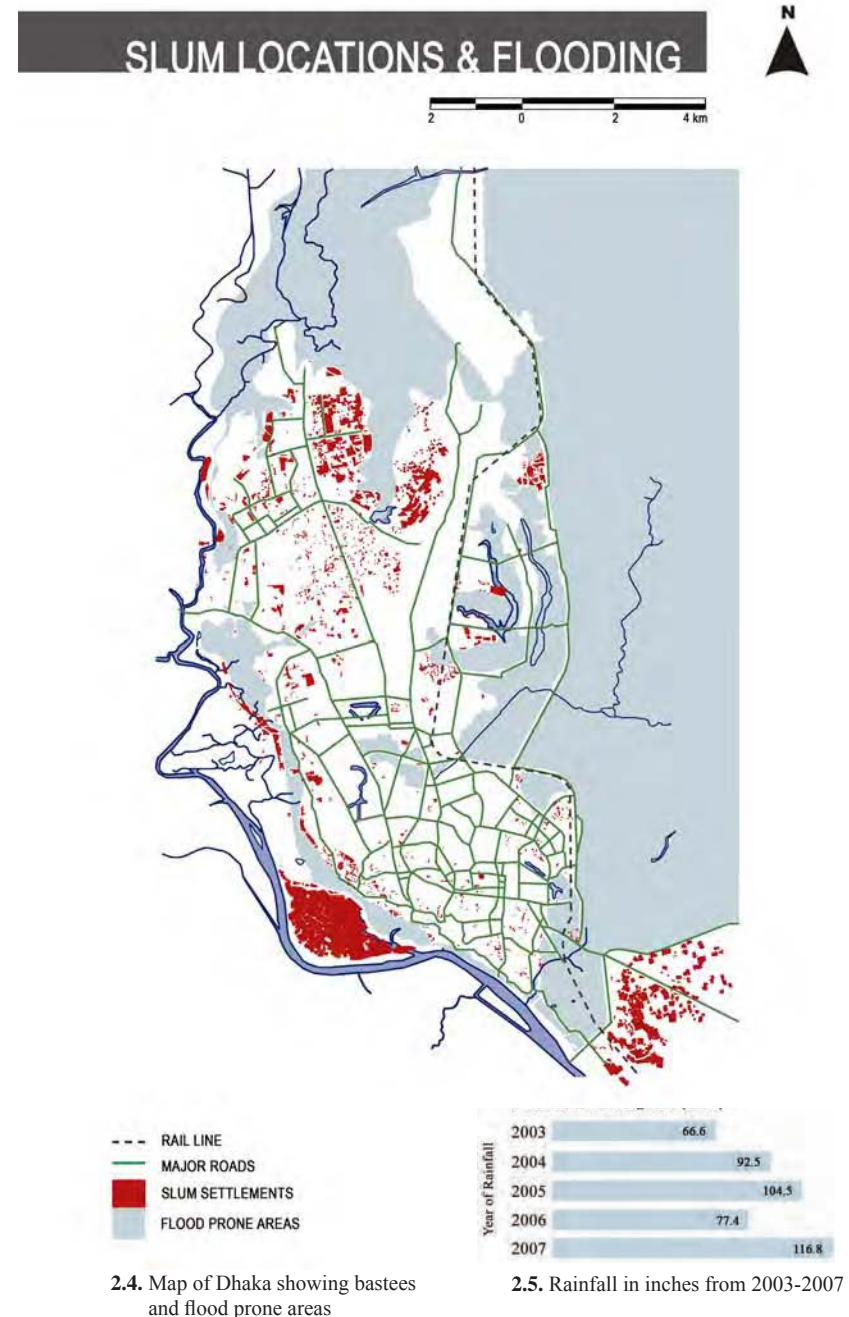 SLUM LOCATIONS & FLOODING
N
2 0 2 4 km
RAIL LINE
MAJOR ROADS
SLUM SETTLEMENTS
FLOOD PRONE AREAS
2.4. Map of Dhaka showing bastees
and flood prone areas
Year of Rainfall
2003 66.6
2004 92.5
2005 104.5
2006 77.4
2007 116.8
2.5. Rainfall in inches from 2003-2007